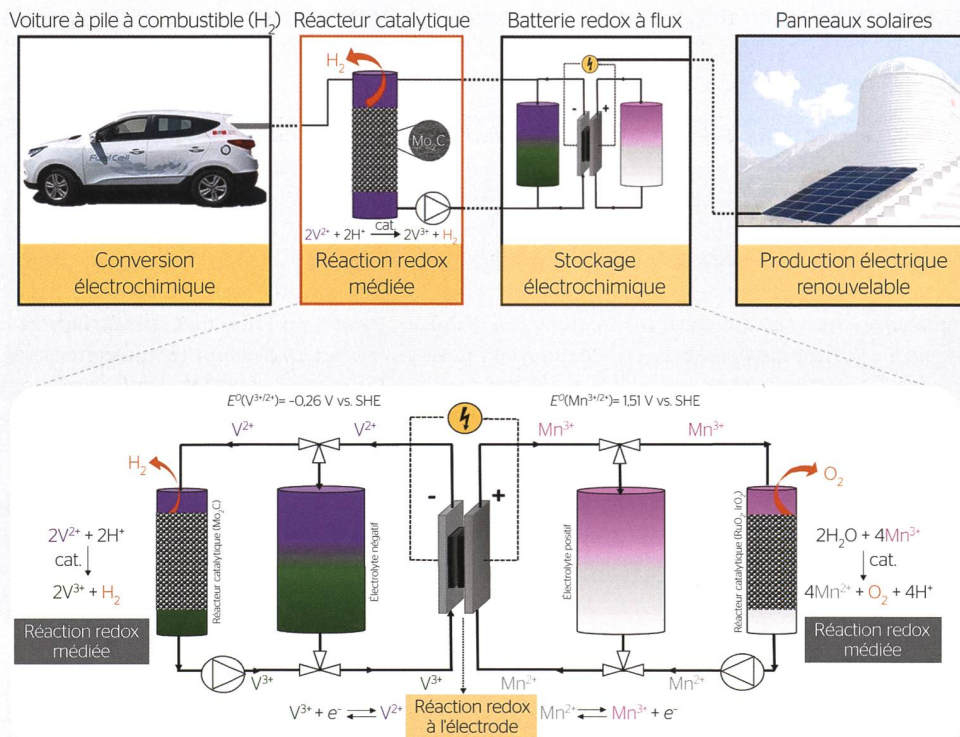 Voiture à pile à combustible (H₂)
Réacteur catalytique
Batterie redox à flux
Panneaux solaires
H₂
Mo₂C
Fuel Cell
- +
cat.
2V²⁺ + 2H⁺ → 2V³⁺ + H₂
Conversion
électrochimique
Réaction redox
médiée
Stockage
électrochimique
Production électrique
renouvelable
E⁰(V³⁺/²⁺)= -0,26 V vs. SHE
E⁰(Mn³⁺/²⁺)= 1,51 V vs. SHE
V²⁺
V²⁺
Mn³⁺
Mn³⁺
H₂
O₂
- +
Réacteur catalytique (Mo₂C)
Electrolyte négatif
Electrolyte positif
Réacteur catalytique (RuO₂, IrO₂)
2V²⁺ + 2H⁺
cat.
2V³⁺ + H₂
2H₂O + 4Mn³⁺
cat.
4Mn²⁺ + O₂ + 4H⁺
Réaction redox
médiée
Réaction redox
médiée
V³⁺
V³⁺
Mn²⁺
Mn²⁺
V³⁺ + e⁻ ⇌ V²⁺
Réaction redox
à l'électrode
Mn²⁺ ⇌ Mn³⁺ + e⁻